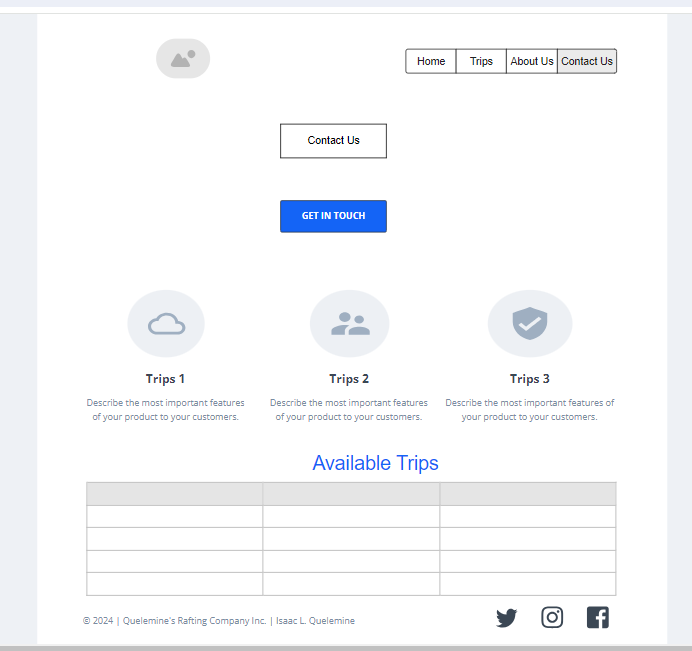 Home Trips About Us Contact Us
Contact Us
GET IN TOUCH
Trips 1
Describe the most important features
of your product to your customers.
Trips 2
Describe the most important features
of your product to your customers.
Trips 3
Describe the most important features of
your product to your customers.
Available Trips
© 2024 | Quelemine's Rafting Company Inc. | Isaac L. Quelemine